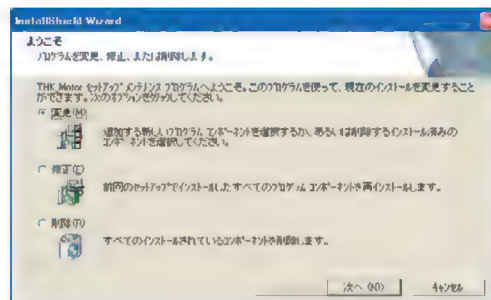 InstallShield Wizard
ようこそ
プログラムを変更、修正、または削除します。
THK Motor セットアップ メンテナンス プログラムへようこそ。このプログラムを使って、現在のインストールを変更すること
ができます。次のオプションをクリックしてください。
変更(M)
追加する新しいプログラム コンポーネントを選択するか、あるいは削除するインストール済みの
コンポーネントを選択してください。
修正(E)
前回のセットアップでインストールしたすべてのプログラム コンポーネントを再インストールします。
削除(R)
すべてのインストールされているコンポーネントを削除します。
次へ (N)>
キャンセル